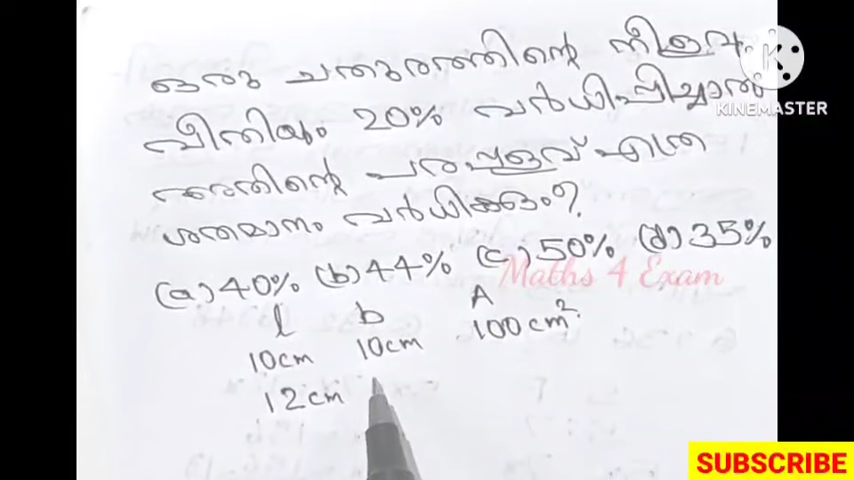 ഒരു ചതുരത്തിന്റെ നീളവും
വീതിയും 20% വർധിപ്പിച്ചാൽ
അതിന്റെ പരപ്പളവ് എത്ര
ശതമാനം വർധിക്കും?
(a) 40% (b) 44% (c) 50% (d) 35%
l b A
10cm 10cm 100cm².
12cm
K
KINEMASTER
Maths 4 Exam
SUBSCRIBE